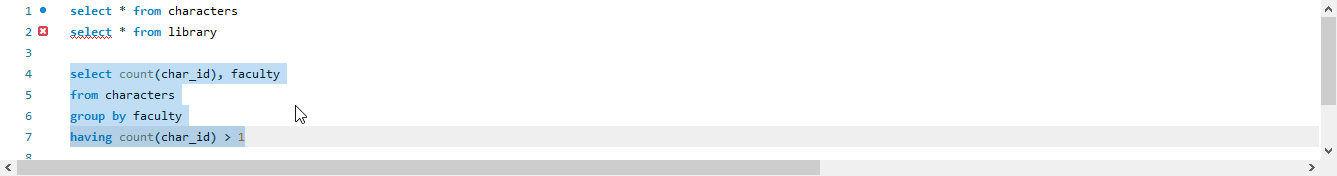 1 select * from characters
2 select * from library
3
4 select count(char_id), faculty
5 from characters
6 group by faculty
7 having count(char_id) > 1
8